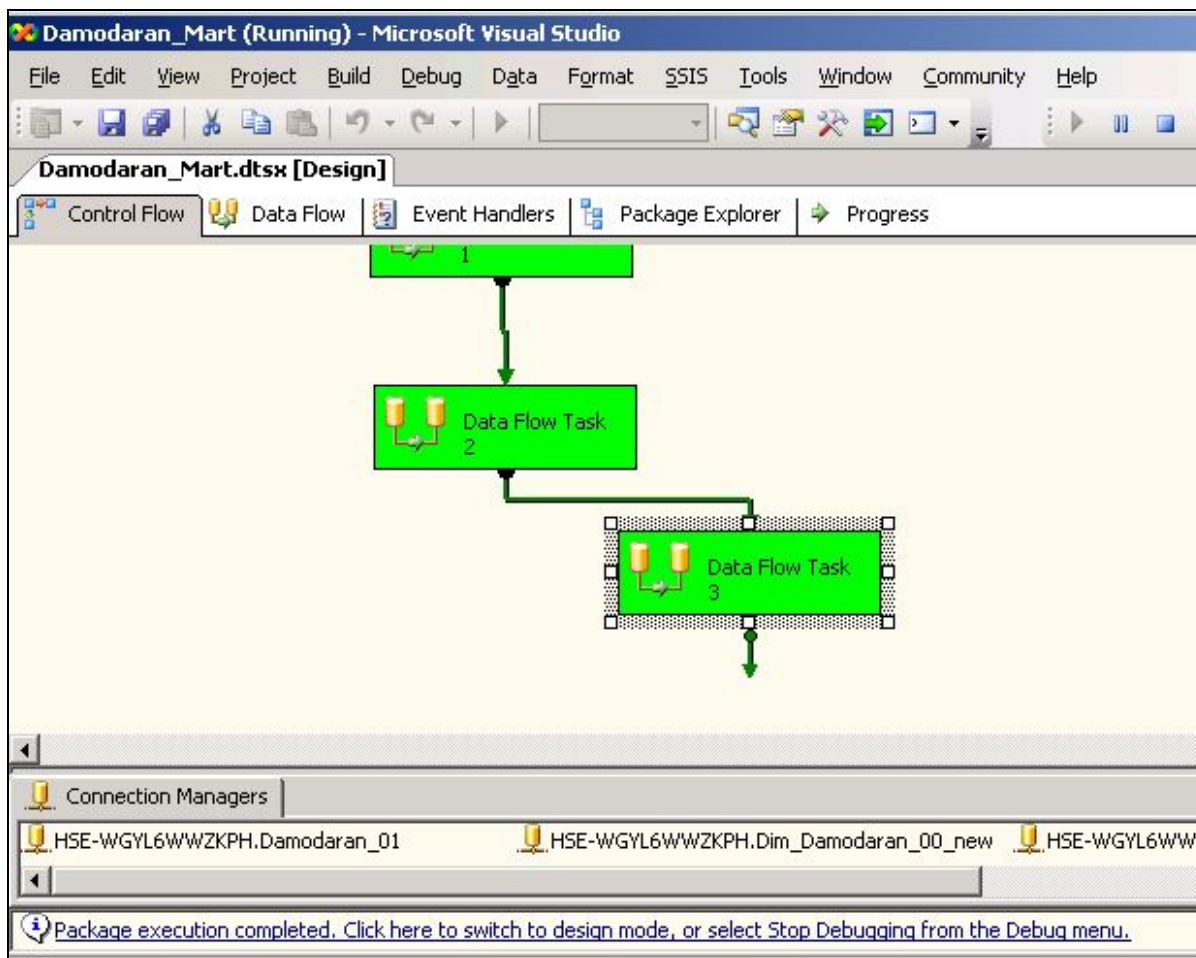 Damodaran_Mart (Running) - Microsoft Visual Studio
File Edit View Project Build Debug Data Format SSIS Tools Window Community Help
Damodaran_Mart.dtsx [Design]
Control Flow Data Flow Event Handlers Package Explorer Progress
1
Data Flow Task
2
Data Flow Task
3
Connection Managers
HSE-WGYL6WWZKPH.Damodaran_01 HSE-WGYL6WWZKPH.Dim_Damodaran_00_new HSE-WGYL6WW
Package execution completed. Click here to switch to design mode, or select Stop Debugging from the Debug menu.